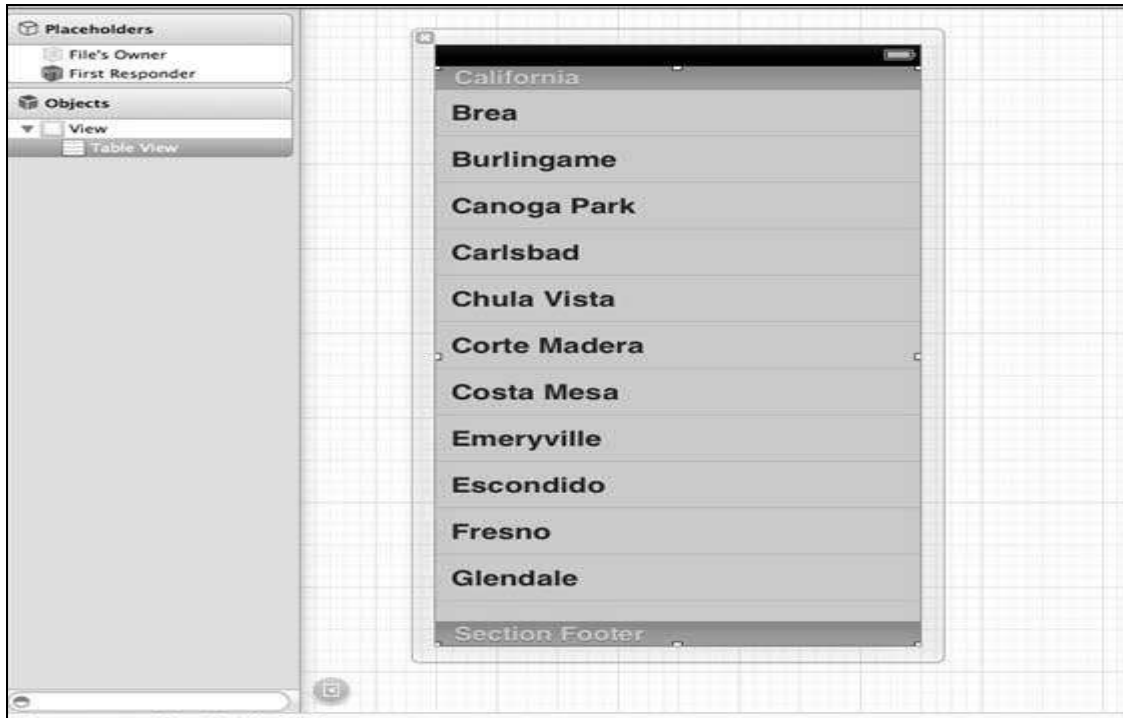 Placeholders
File's Owner
First Responder
Objects
View
Table View
California
Brea
Burlingame
Canoga Park
Carlsbad
Chula Vista
Corte Madera
Costa Mesa
Emeryville
Escondido
Fresno
Glendale
Section Footer